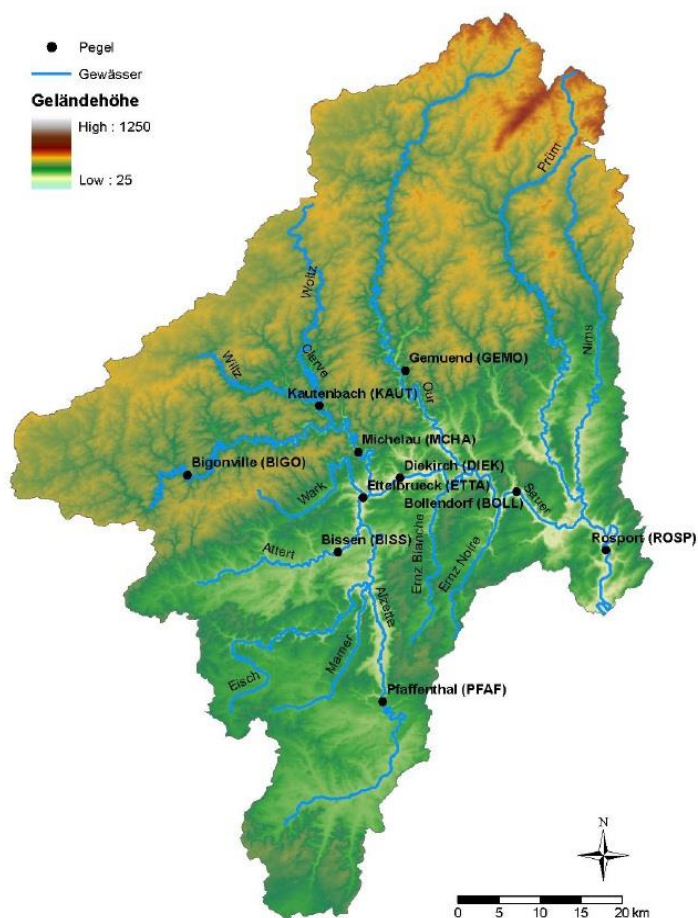 Pegel
Gewässer
Geländehöhe
High : 1250
Low : 25
Prüm
Nims
Woltz
Clerve
Wiltz
Gemuend (GEMO)
Our
Kautenbach (KAUT)
Michelau (MCHA)
Bigonville (BIGO)
Diekirch (DIEK)
Wark
Ettelbrueck (ETTA)
Bollendorf (BOLL)
Sauer
Bissen (BISS)
Rosport (ROSP)
Attert
Ernz Blanche
Ernz Noire
Alzette
Mamer
Eisch
Pfaffenthal (PFAF)
N
0 5 10 15 20 km